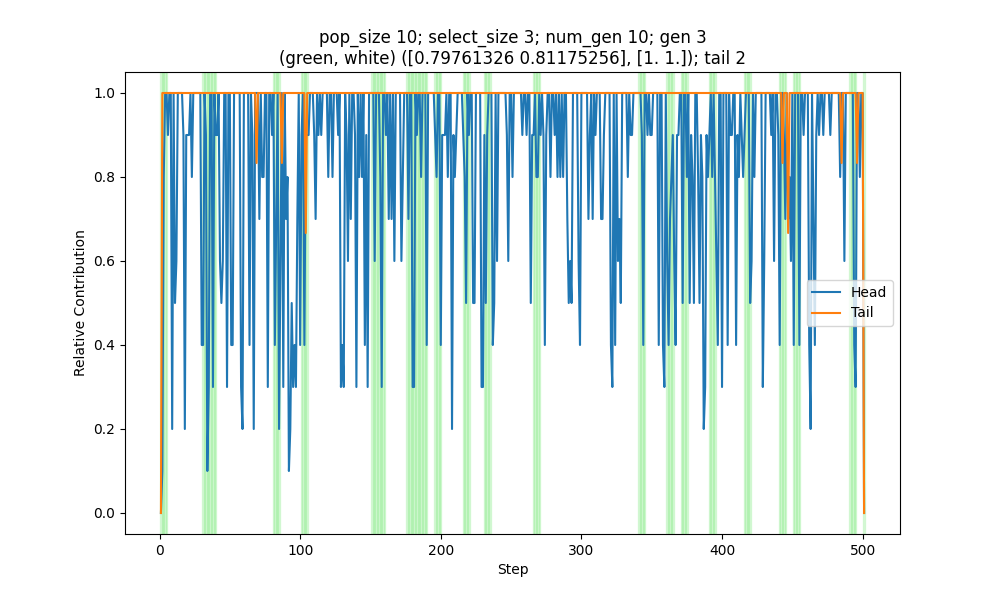 pop_size 10; select_size 3; num_gen 10; gen 3
(green, white) ([0.79761326 0.81175256], [1. 1.]); tail 2
1.0
0.8
0.6
0.4
0.2
0.0
Relative Contribution
Head
Tail
0
100
200
300
400
500
Step